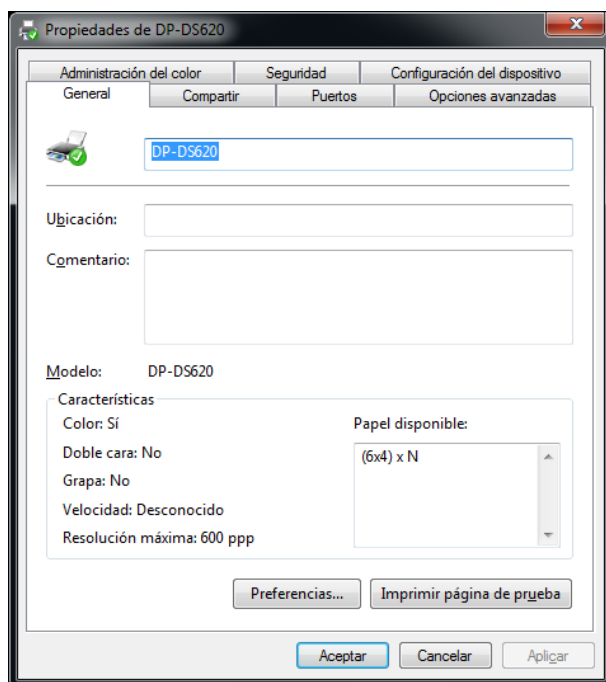 Propiedades de DP-DS620
Administración del color Seguridad Configuración del dispositivo
General Compartir Puertos Opciones avanzadas
DP-DS620
Ubicación:
Comentario:
Modelo: DP-DS620
Características
Color: Sí Papel disponible:
Doble cara: No (6x4) x N
Grapa: No
Velocidad: Desconocido
Resolución máxima: 600 ppp
Preferencias... Imprimir página de prueba
Aceptar Cancelar Aplicar